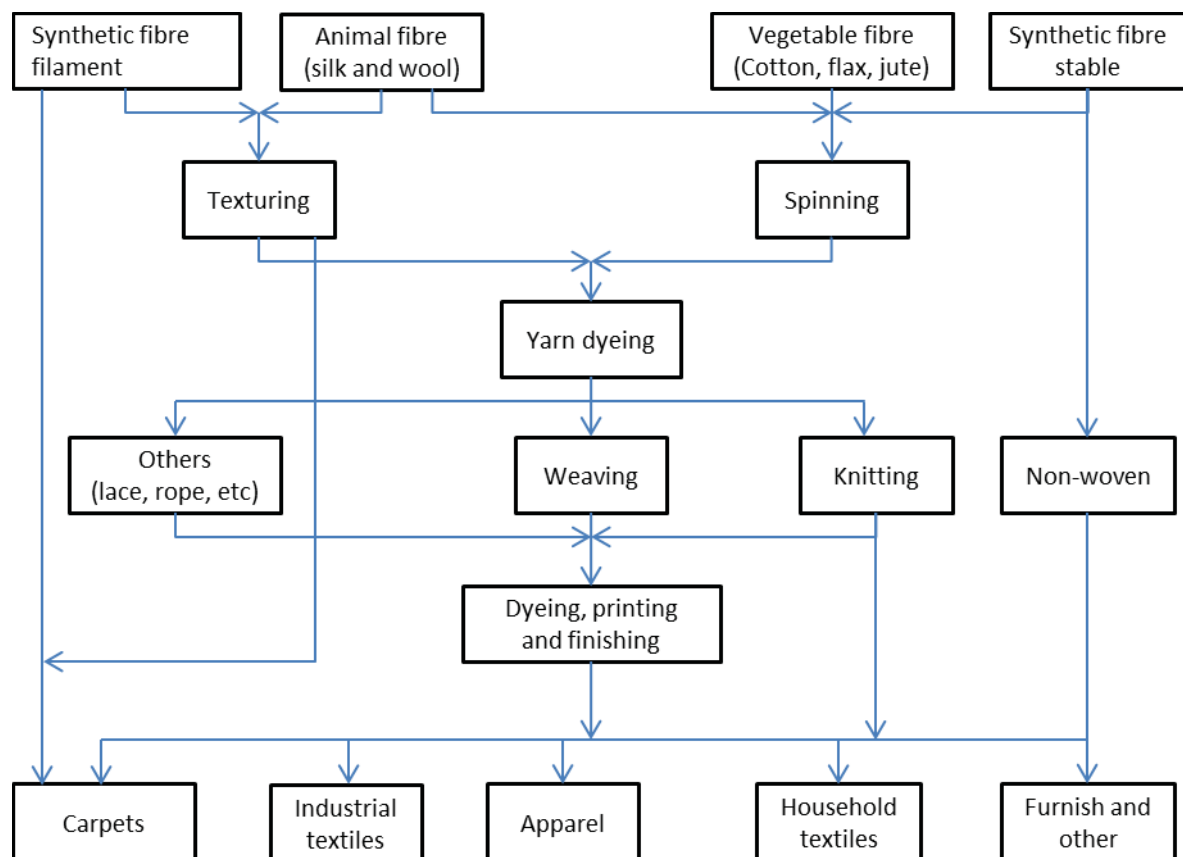 Synthetic fibre
filament
Animal fibre
(silk and wool)
Vegetable fibre
(Cotton, flax, jute)
Synthetic fibre
stable
Texturing
Spinning
Yarn dyeing
Others
(lace, rope, etc)
Weaving
Knitting
Non-woven
Dyeing, printing
and finishing
Carpets
Industrial
textiles
Apparel
Household
textiles
Furnish and
other